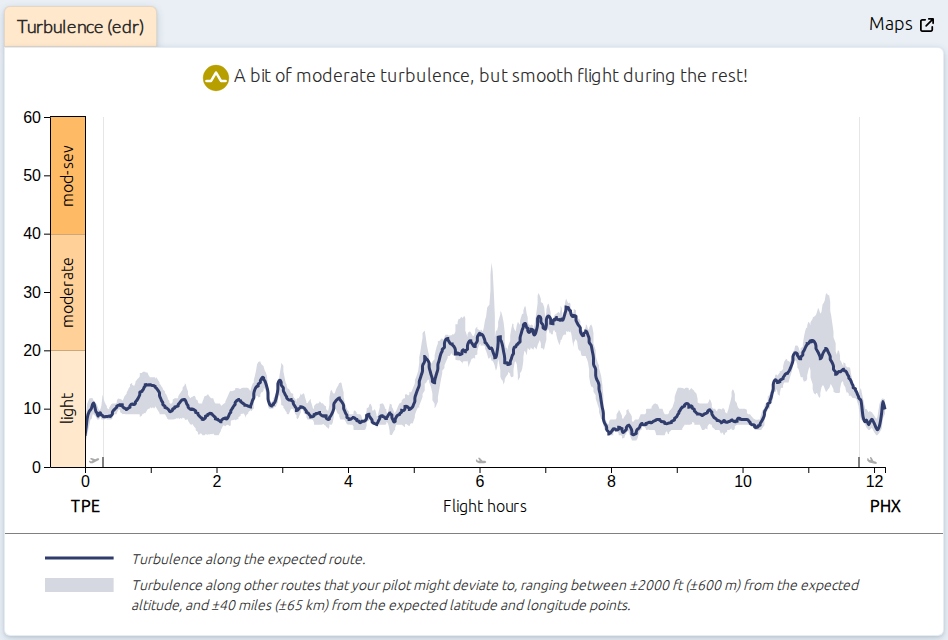 Turbulence (edr)
Maps
A bit of moderate turbulence, but smooth flight during the rest!
60
50
40
30
20
10
0
mod-sev
moderate
light
0 2 4 6 8 10 12
TPE Flight hours PHX
Turbulence along the expected route.
Turbulence along other routes that your pilot might deviate to, ranging between ±2000 ft (±600 m) from the expected
altitude, and ±40 miles (±65 km) from the expected latitude and longitude points.